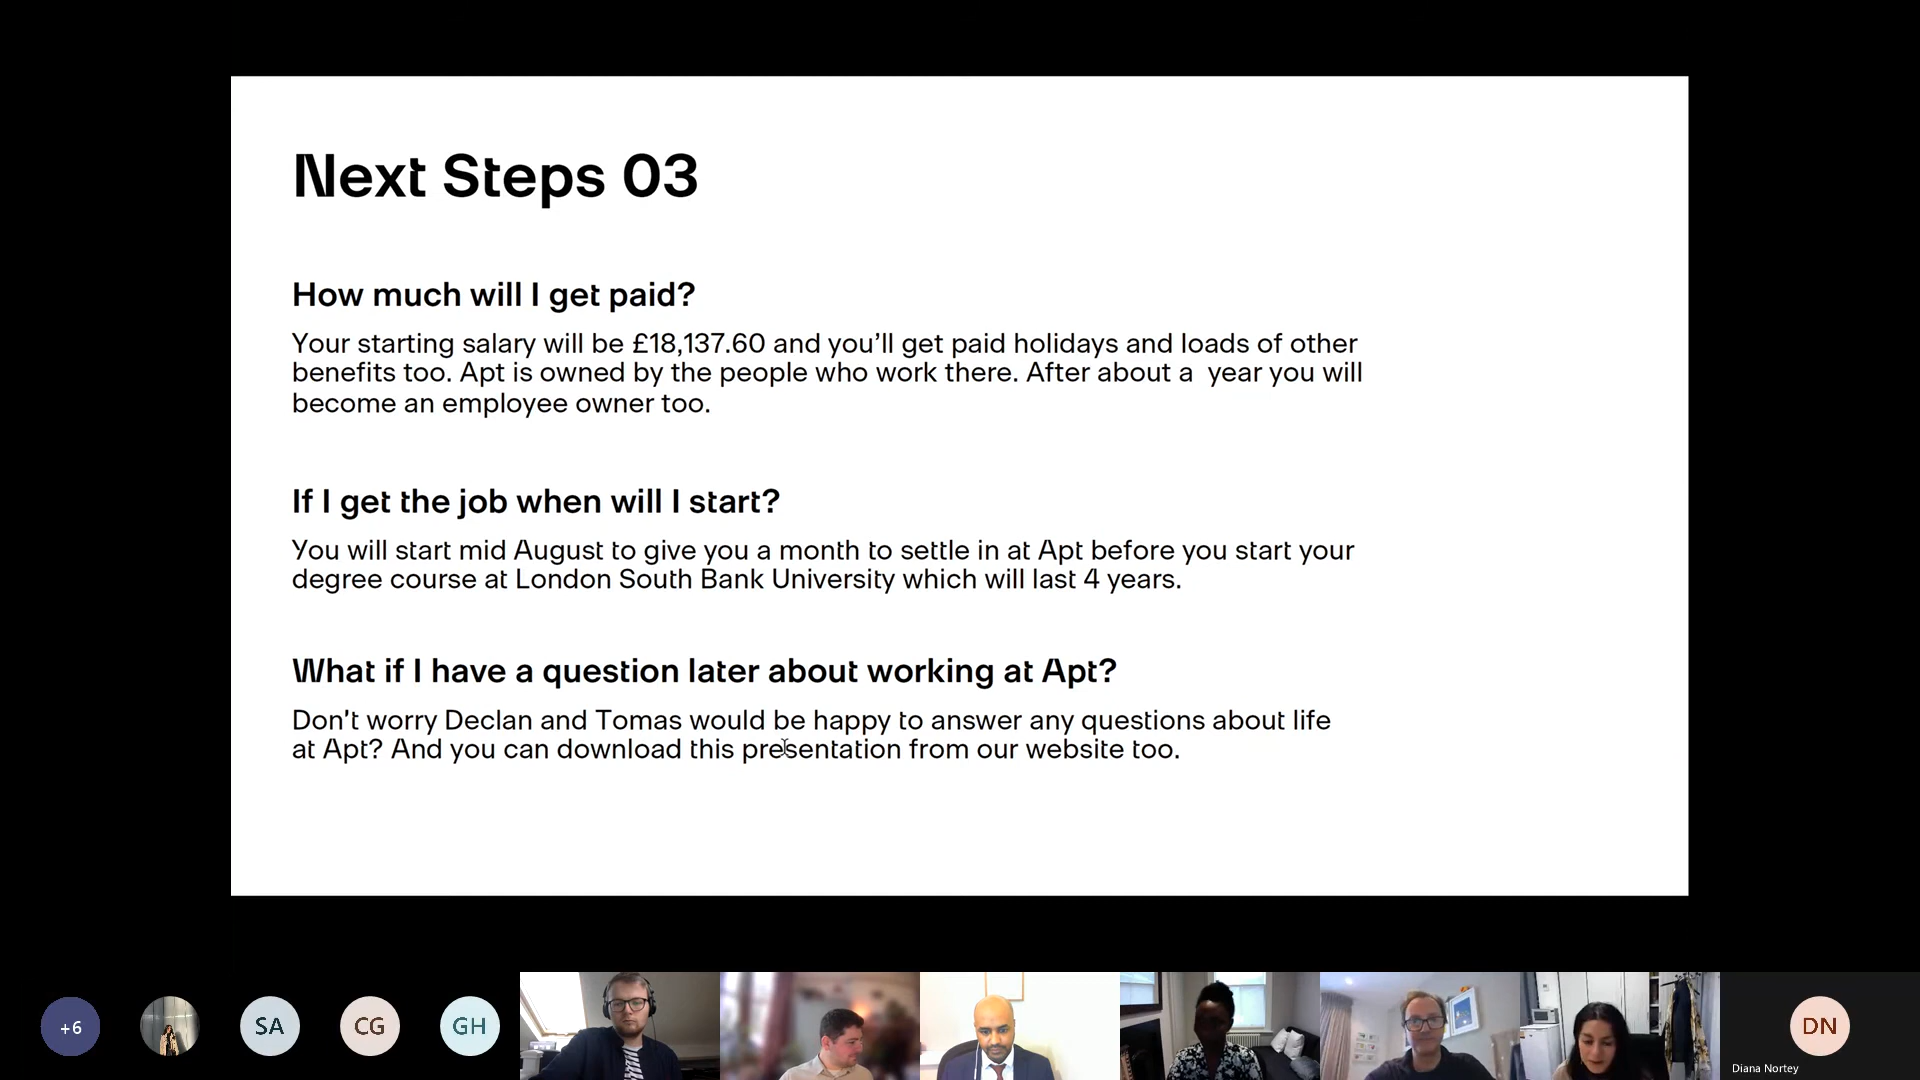 Next Steps 03
How much will I get paid?
Your starting salary will be £18,137.60 and you’ll get paid holidays and loads of other
benefits too. Apt is owned by the people who work there. After about a  year you will
become an employee owner too.
If I get the job when will I start?
You will start mid August to give you a month to settle in at Apt before you start your
degree course at London South Bank University which will last 4 years.
What if I have a question later about working at Apt?
Don't worry Declan and Tomas would be happy to answer any questions about life
at Apt? And you can download this presentation from our website too.
+6
SA
CG
GH
DN
Diana Nortey